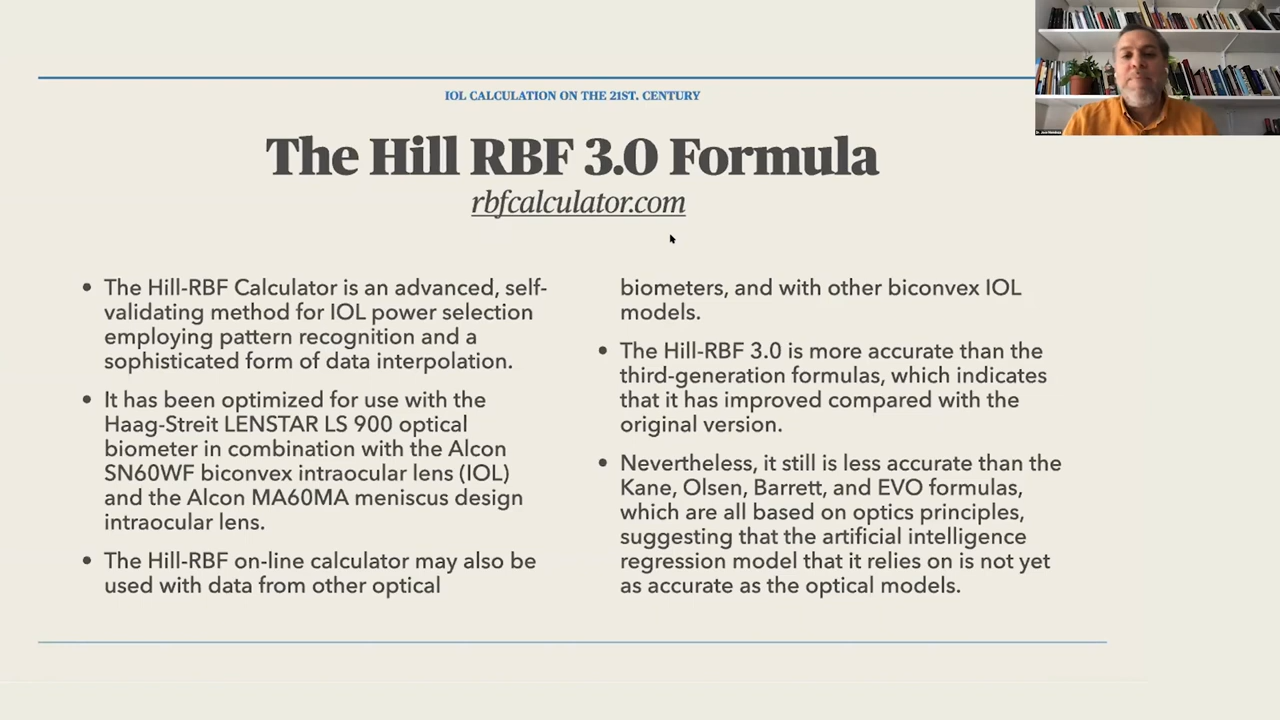 IOL CALCULATION ON THE 21ST. CENTURY
The Hill RBF 3.0 Formula
rbfcalculator.com
• The Hill-RBF Calculator is an advanced, self-
validating method for IOL power selection
employing pattern recognition and a
sophisticated form of data interpolation.
• It has been optimized for use with the
Haag-Streit LENSTAR LS 900 optical
biometer in combination with the Alcon
SN60WF biconvex intraocular lens (IOL)
and the Alcon MA60MA meniscus design
intraocular lens.
• The Hill-RBF on-line calculator may also be
used with data from other optical
biometers, and with other biconvex IOL
models.
• The Hill-RBF 3.0 is more accurate than the
third-generation formulas, which indicates
that it has improved compared with the
original version.
• Nevertheless, it still is less accurate than the
Kane, Olsen, Barrett, and EVO formulas,
which are all based on optics principles,
suggesting that the artificial intelligence
regression model that it relies on is not yet
as accurate as the optical models.